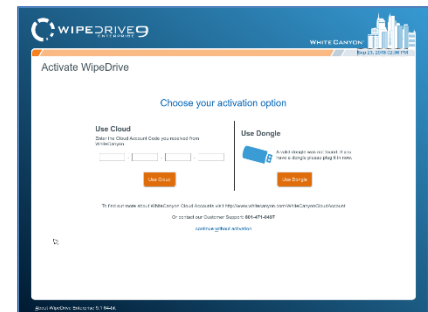 WIPEDRIVE9
ENTERPRISE
WHITE CANYON
Activate WipeDrive
Choose your activation option
Use Cloud
Enter the Cloud Account Code you received from
WhiteCanyon
Use Cloud
Use Dongle
A valid dongle was not found. If you
have a dongle please plug it in now.
Use Dongle
To find out more about WhiteCanyon Cloud Accounts visit http://www.whitecanyon.com/WhiteCanyonCloudAccount
Or contact our Customer Support:
continue without activation
About WipeDrive Enterprise